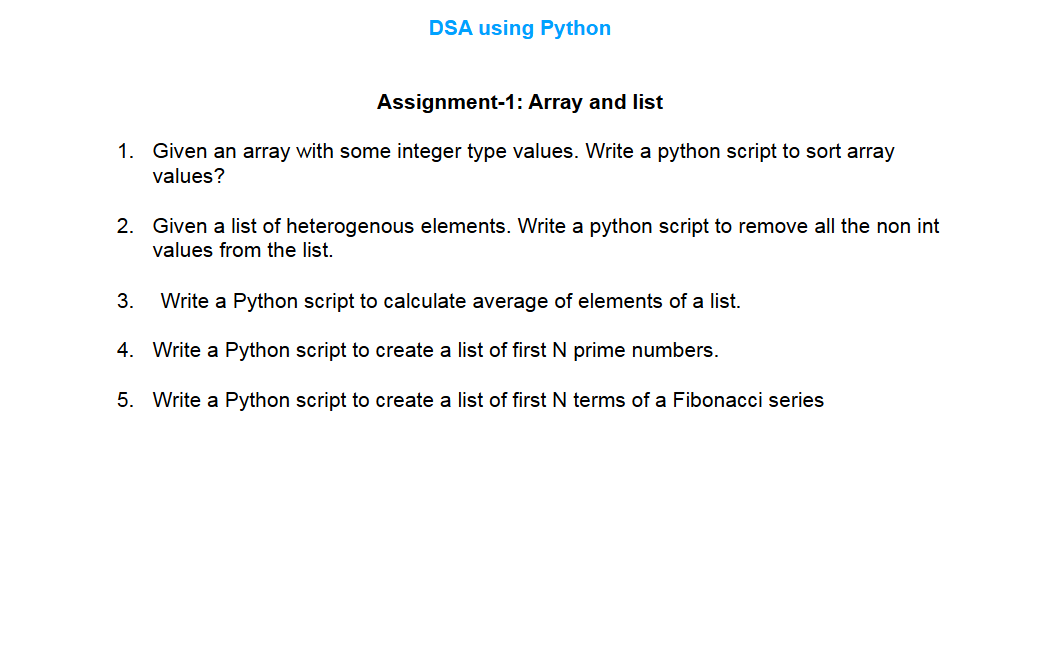 DSA using Python
Assignment-1: Array and list
1. Given an array with some integer type values. Write a python script to sort array
values?
2. Given a list of heterogenous elements. Write a python script to remove all the non int
values from the list.
3. Write a Python script to calculate average of elements of a list.
4. Write a Python script to create a list of first N prime numbers.
5. Write a Python script to create a list of first N terms of a Fibonacci series